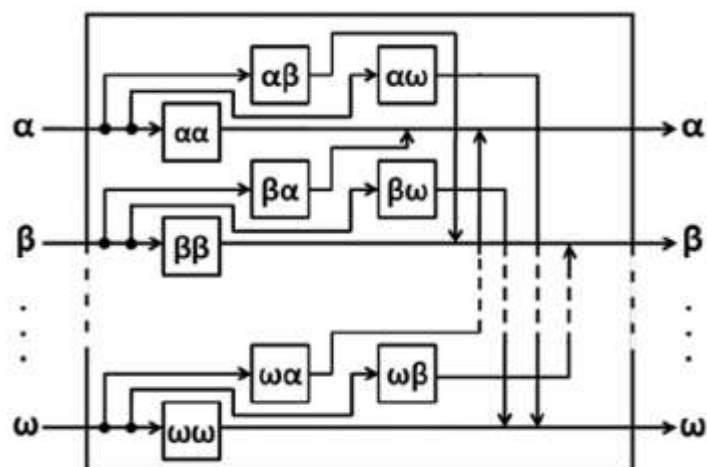 αβ αω
α αα α
βα βω
β ββ β
ωα ωβ
ω ωω ω